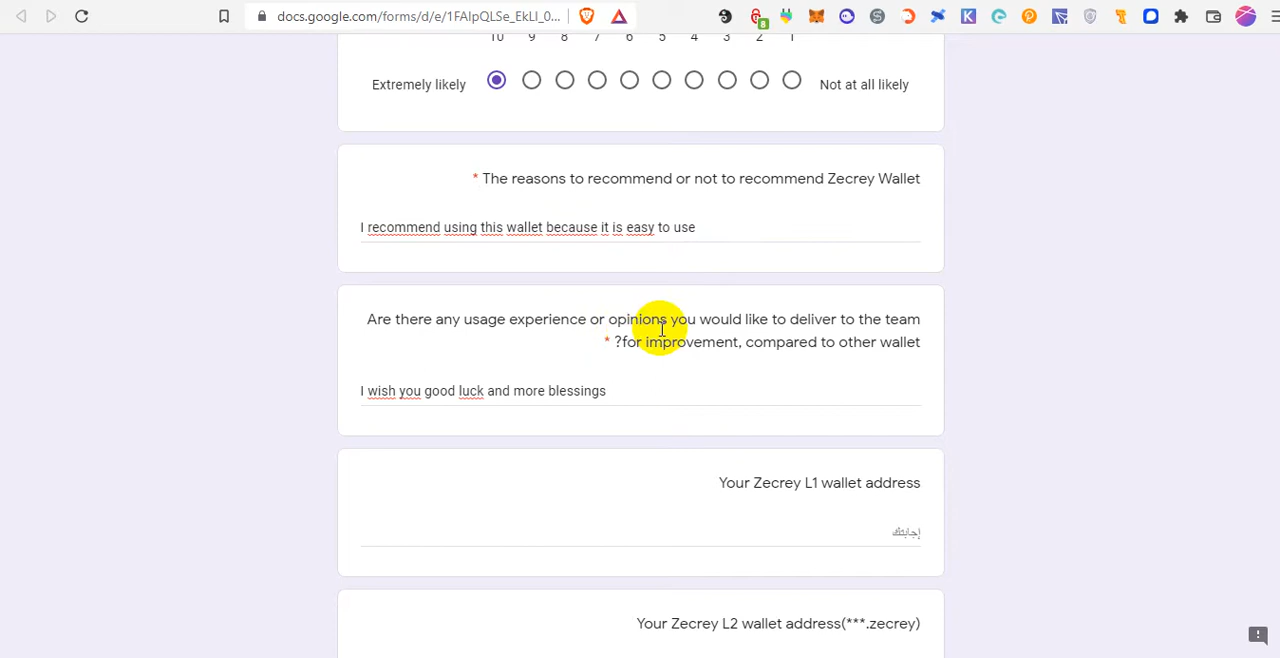 docs.google.com/forms/d/e/1FAIpQLSe_EkLI_0...
8
10 9 8 7 6 5 4 3 2 1
Extremely likely
Not at all likely
* The reasons to recommend or not to recommend Zecrey Wallet
I recommend using this wallet because it is easy to use
Are there any usage experience or opinions you would like to deliver to the team
* ?for improvement, compared to other wallet
I wish you good luck and more blessings
Your Zecrey L1 wallet address
إجابتك
Your Zecrey L2 wallet address(***.zecrey)